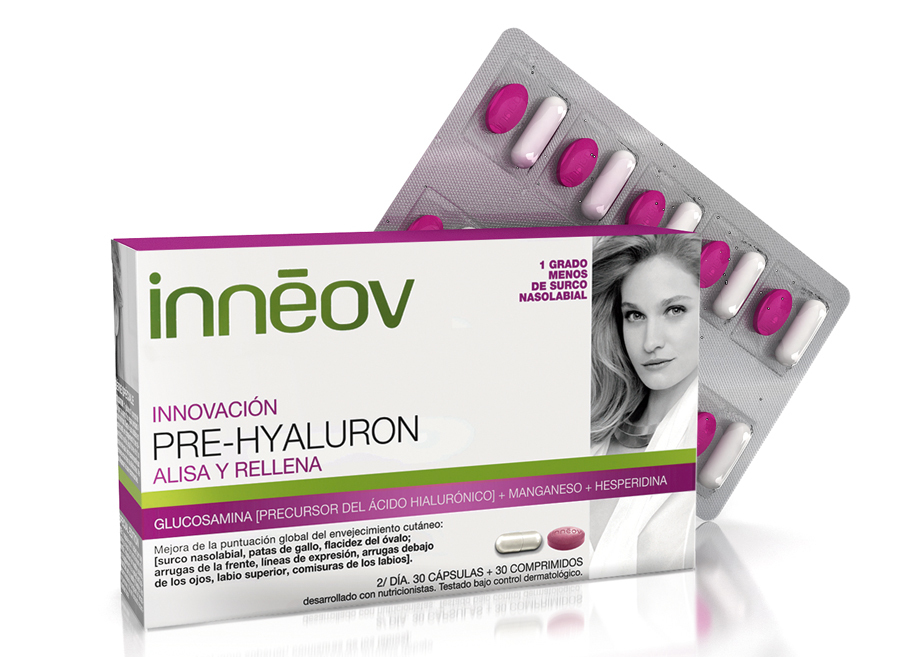 innēov
1 GRADO
MENOS
DE SURCO
NASOLABIAL
INNOVACIÓN
PRE-HYALURON
ALISA Y RELLENA
GLUCOSAMINA [PRECURSOR DEL ÁCIDO HIALURÓNICO] + MANGANESO + HESPERIDINA
Mejora de la puntuación global del envejecimiento cutáneo:
[surco nasolabial, patas de gallo, flacidez del óvalo;
arrugas de la frente, líneas de expresión, arrugas debajo
de los ojos, labio superior, comisuras de los labios].
innēov
2/ DÍA. 30 CÁPSULAS + 30 COMPRIMIDOS
desarrollado con nutricionistas. Testado bajo control dermatológico.